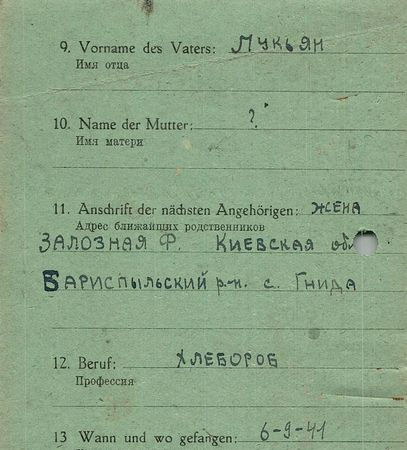 9. Vorname des Vaters: Лукьян
Имя отца
10. Name der Mutter: ?
Имя матери
11. Anschrift der nächsten Angehörigen: ЖЕНА
Адрес ближайших родственников
ЗАЛОЗНАЯ Ф. КИЕВСКАЯ обл
БАРИСПЫЛЬСКИЙ р-н. с. ГНИДА
12. Beruf: ХЛЕБОРОБ
Профессия
13 Wann und wo gefangen: 6-9-41